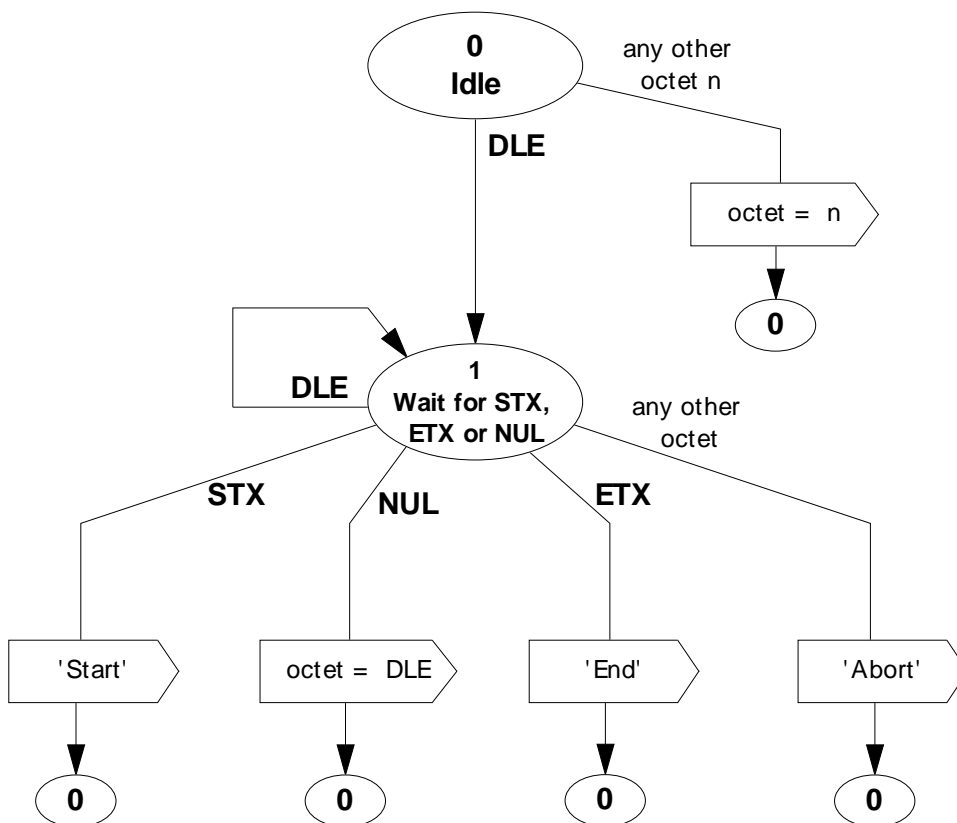 0
Idle
any other
octet n
DLE
octet = n
0
DLE
1
Wait for STX,
ETX or NUL
any other
octet
STX
NUL
ETX
'Start'
octet = DLE
'End'
'Abort'
0
0
0
0